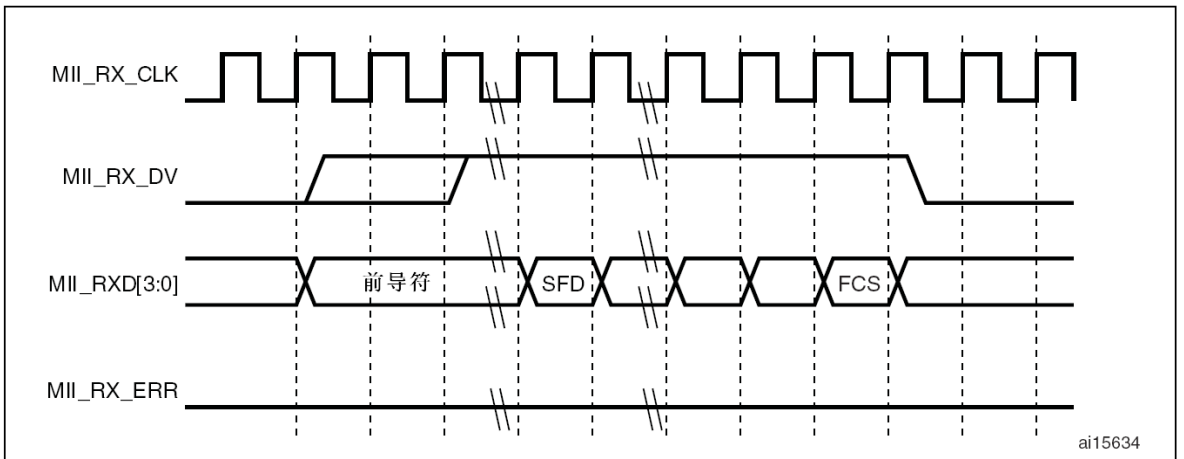 MII_RX_CLK
MII_RX_DV
MII_RXD[3:0]
前导符
SFD
FCS
MII_RX_ERR
ai15634